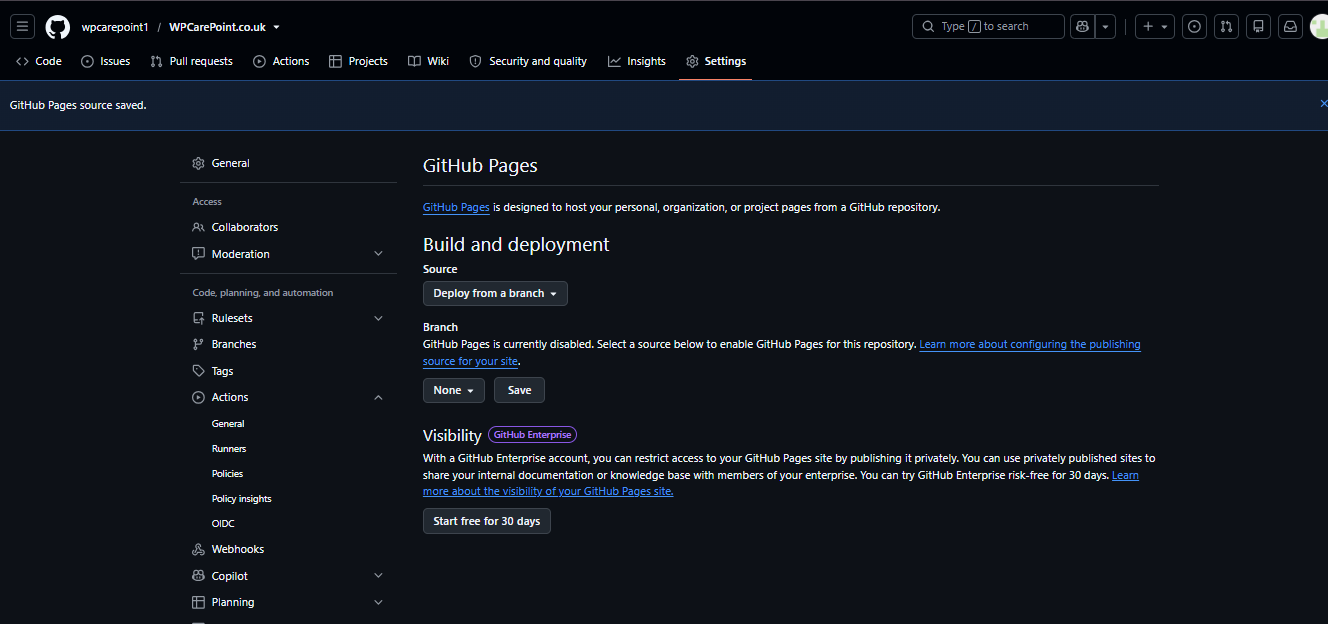 wpcarepoint1 / WPCarePoint.co.uk
Type / to search
Code Issues Pull requests Actions Projects Wiki Security and quality Insights Settings
GitHub Pages source saved.
General
Access
Collaborators
Moderation
Code, planning, and automation
Rulesets
Branches
Tags
Actions
General
Runners
Policies
Policy insights
OIDC
Webhooks
Copilot
Planning
GitHub Pages
GitHub Pages is designed to host your personal, organization, or project pages from a GitHub repository.
Build and deployment
Source
Deploy from a branch
Branch
GitHub Pages is currently disabled. Select a source below to enable GitHub Pages for this repository. Learn more about configuring the publishing
source for your site.
None Save
Visibility GitHub Enterprise
With a GitHub Enterprise account, you can restrict access to your GitHub Pages site by publishing it privately. You can use privately published sites to
share your internal documentation or knowledge base with members of your enterprise. You can try GitHub Enterprise risk-free for 30 days. Learn
more about the visibility of your GitHub Pages site.
Start free for 30 days